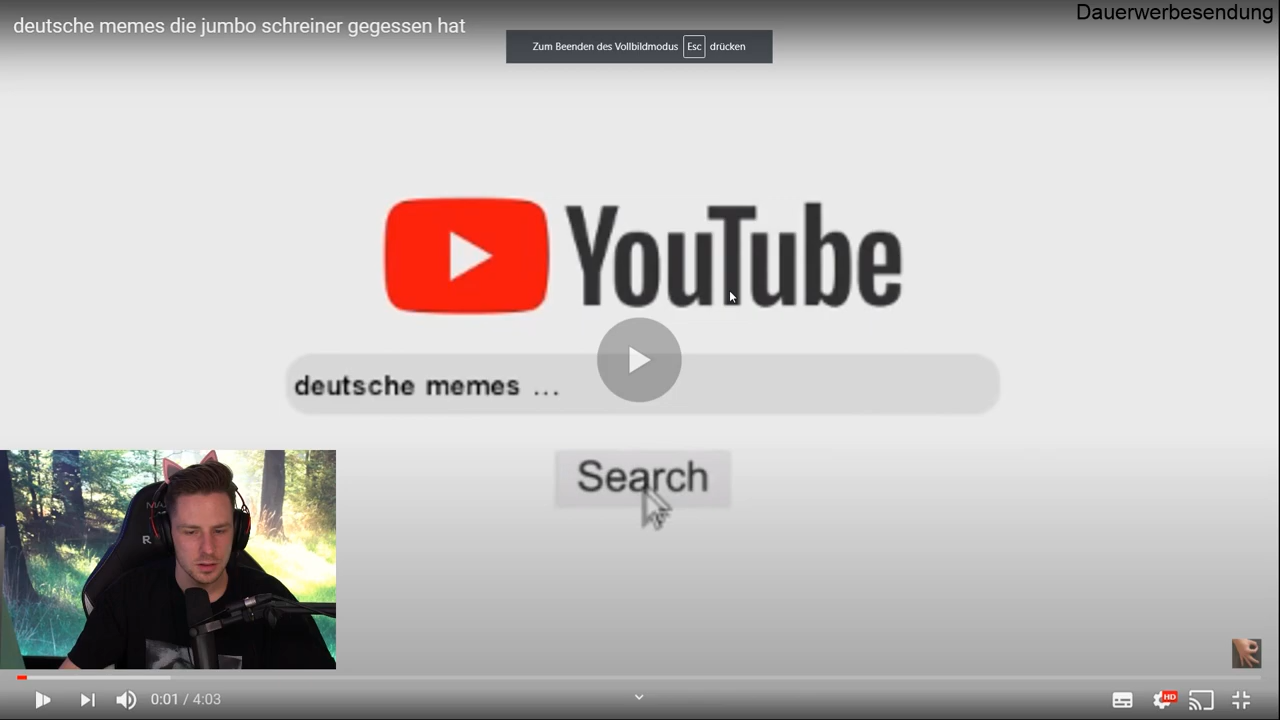 deutsche memes die jumbo schreiner gegessen hat
Dauerwerbesendung
Zum Beenden des Vollbildmodus Esc drücken
YouTube
deutsche memes ...
Search
R
0:01 / 4:03
HD